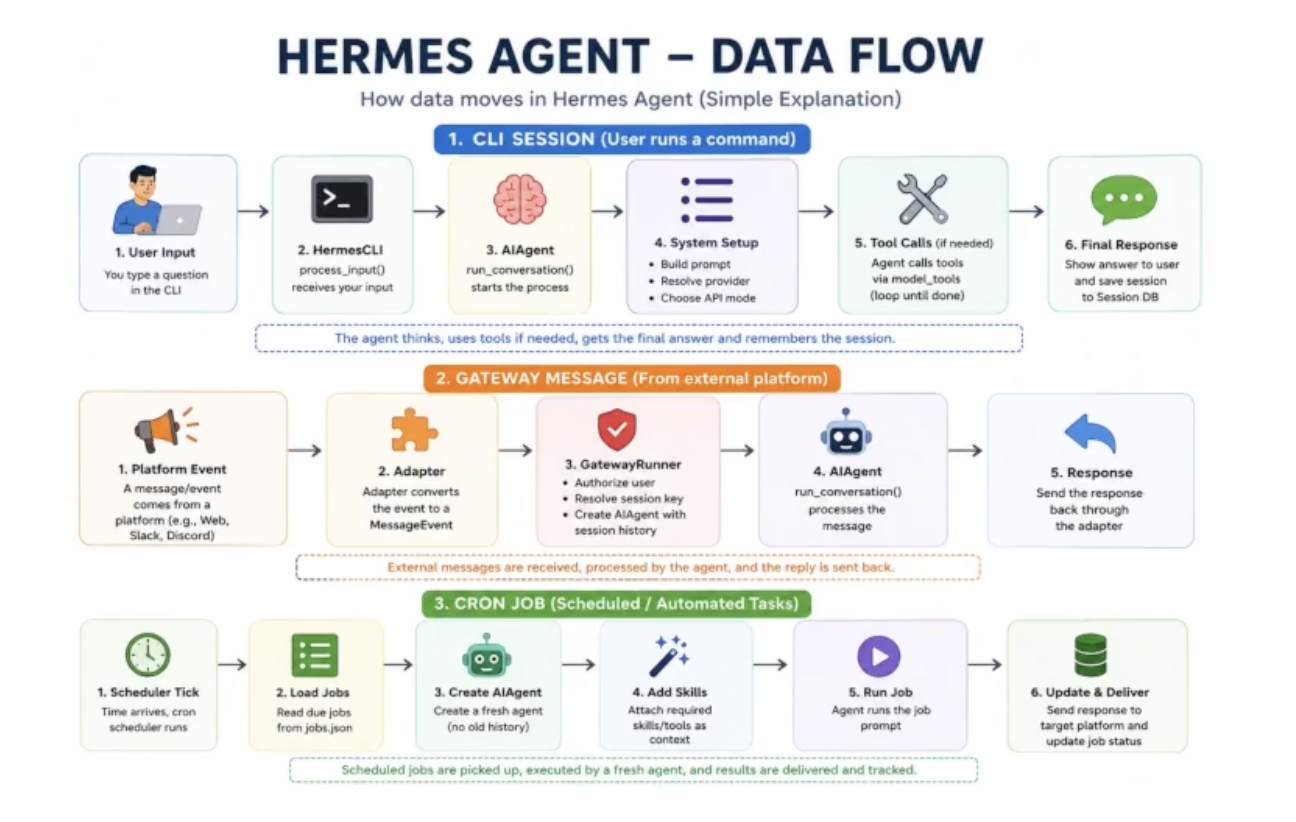 HERMES AGENT – DATA FLOW
How data moves in Hermes Agent (Simple Explanation)
1. CLI SESSION (User runs a command)
1. User Input
You type a question
in the CLI
>_
2. HermesCLI
process_input()
receives your input
3. AIAgent
run_conversation()
starts the process
4. System Setup
• Build prompt
• Resolve provider
• Choose API mode
5. Tool Calls (if needed)
Agent calls tools
via model_tools
(loop until done)
6. Final Response
Show answer to user
and save session
to Session DB
The agent thinks, uses tools if needed, gets the final answer and remembers the session.
2. GATEWAY MESSAGE (From external platform)
1. Platform Event
A message/event
comes from a
platform (e.g., Web,
Slack, Discord)
2. Adapter
Adapter converts
the event to a
MessageEvent
3. GatewayRunner
• Authorize user
• Resolve session key
• Create AIAgent with
session history
4. AIAgent
run_conversation()
processes the
message
5. Response
Send the response
back through
the adapter
External messages are received, processed by the agent, and the reply is sent back.
3. CRON JOB (Scheduled / Automated Tasks)
1. Scheduler Tick
Time arrives, cron
scheduler runs
2. Load Jobs
Read due jobs
from jobs.json
3. Create AIAgent
Create a fresh agent
(no old history)
4. Add Skills
Attach required
skills/tools as
context
5. Run Job
Agent runs the job
prompt
6. Update & Deliver
Send response to
target platform and
update job status
Scheduled jobs are picked up, executed by a fresh agent, and results are delivered and tracked.